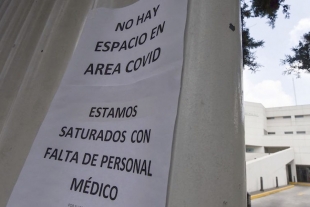 NO HAY
ESPACIO EN
AREA COVID
ESTAMOS
SATURADOS CON
FALTA DE PERSONAL
MÉDICO